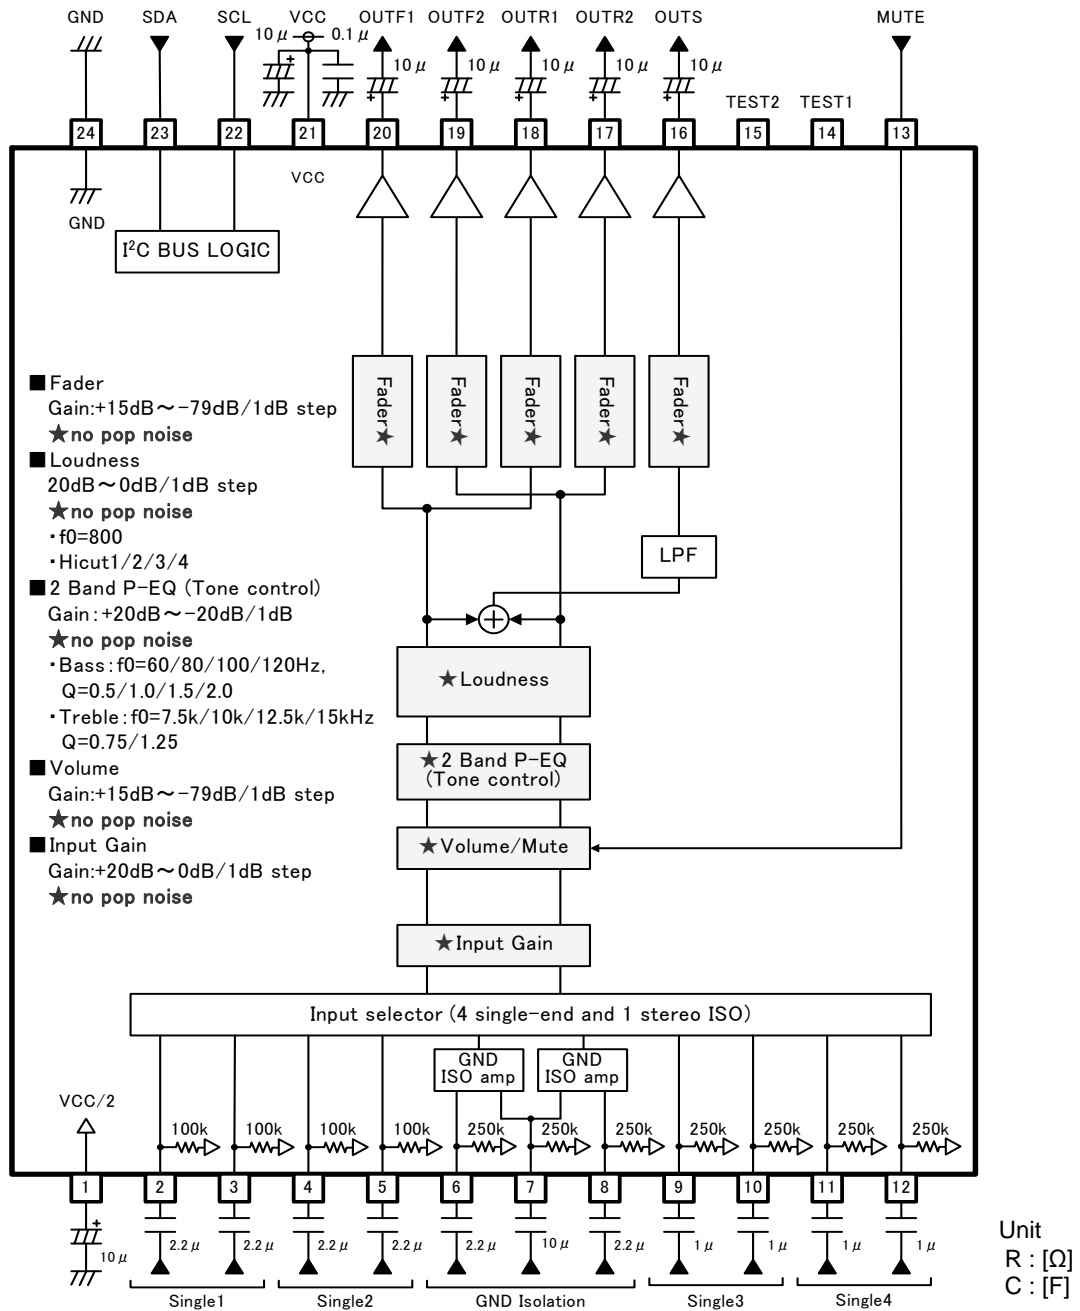 GND SDA SCL VCC OUTF1 OUTF2 OUTR1 OUTR2 OUTS MUTE
10μ 0.1μ 10μ 10μ 10μ 10μ 10μ
TEST2 TEST1
24 23 22 21 20 19 18 17 16 15 14 13
VCC
GND
I²C BUS LOGIC
Fader★ Fader★ Fader★ Fader★ Fader★
■Fader
Gain:+15dB～-79dB/1dB step
★no pop noise
■Loudness
20dB～0dB/1dB step
★no pop noise
・f0=800
・Hicut1/2/3/4
■2 Band P-EQ (Tone control)
Gain:+20dB～-20dB/1dB
★no pop noise
・Bass:f0=60/80/100/120Hz,
Q=0.5/1.0/1.5/2.0
・Treble:f0=7.5k/10k/12.5k/15kHz
Q=0.75/1.25
■Volume
Gain:+15dB～-79dB/1dB step
★no pop noise
■Input Gain
Gain:+20dB～0dB/1dB step
★no pop noise
LPF
★Loudness
★2 Band P-EQ
(Tone control)
★Volume/Mute
★Input Gain
Input selector (4 single-end and 1 stereo ISO)
GND
ISO amp
GND
ISO amp
VCC/2
100k 100k 100k 100k 250k 250k 250k 250k 250k 250k 250k
1 2 3 4 5 6 7 8 9 10 11 12
10μ 2.2μ 2.2μ 2.2μ 2.2μ 2.2μ 10μ 2.2μ 1μ 1μ 1μ 1μ
Single1 Single2 GND Isolation Single3 Single4
Unit
R : [Ω]
C : [F]